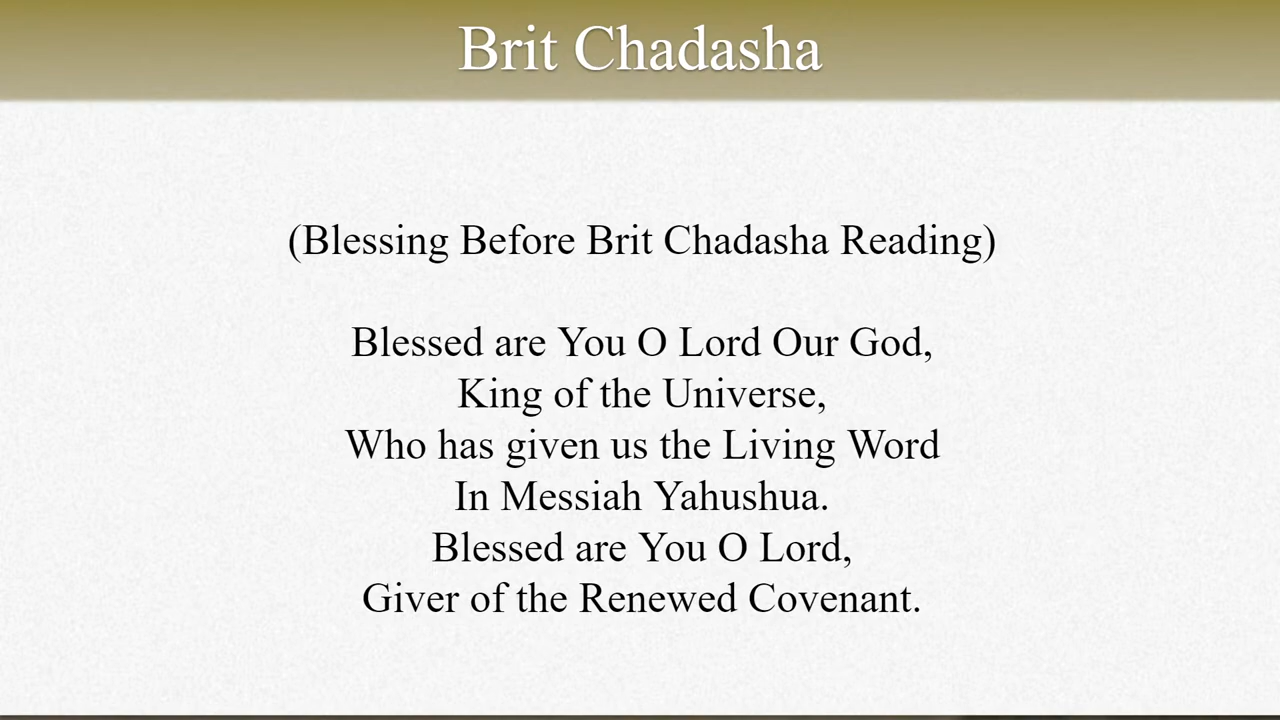 Brit Chadasha
(Blessing Before Brit Chadasha Reading)
Blessed are You O Lord Our God,
King of the Universe,
Who has given us the Living Word
In Messiah Yahushua.
Blessed are You O Lord,
Giver of the Renewed Covenant.